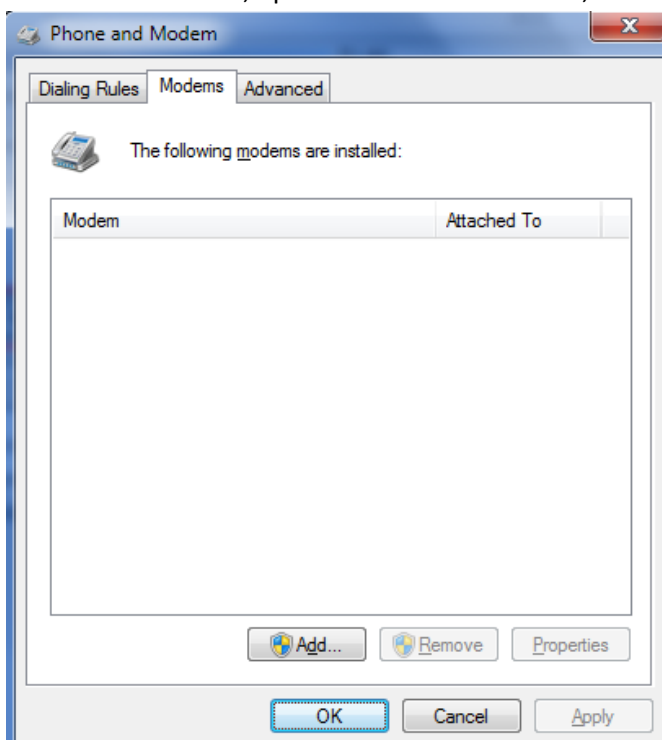 Phone and Modem
Dialing Rules Modems Advanced
The following modems are installed:
Modem Attached To
Add... Remove Properties
OK Cancel Apply